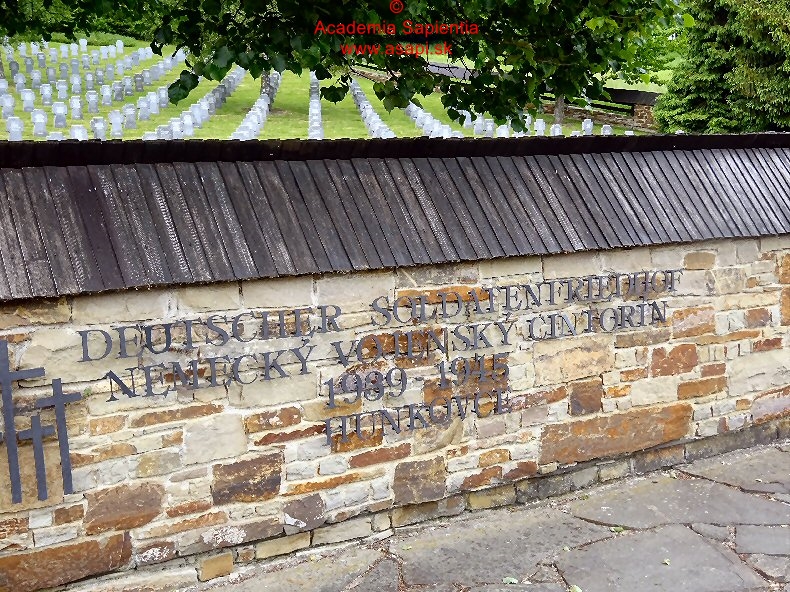 ©
Academia Sapientia
www.asapi.sk
DEUTSCHER SOLDATENFRIEDHOF
NEMECKÝ VOJENSKÝ CINTORÍN
1939 - 1945
HUNKOVCE